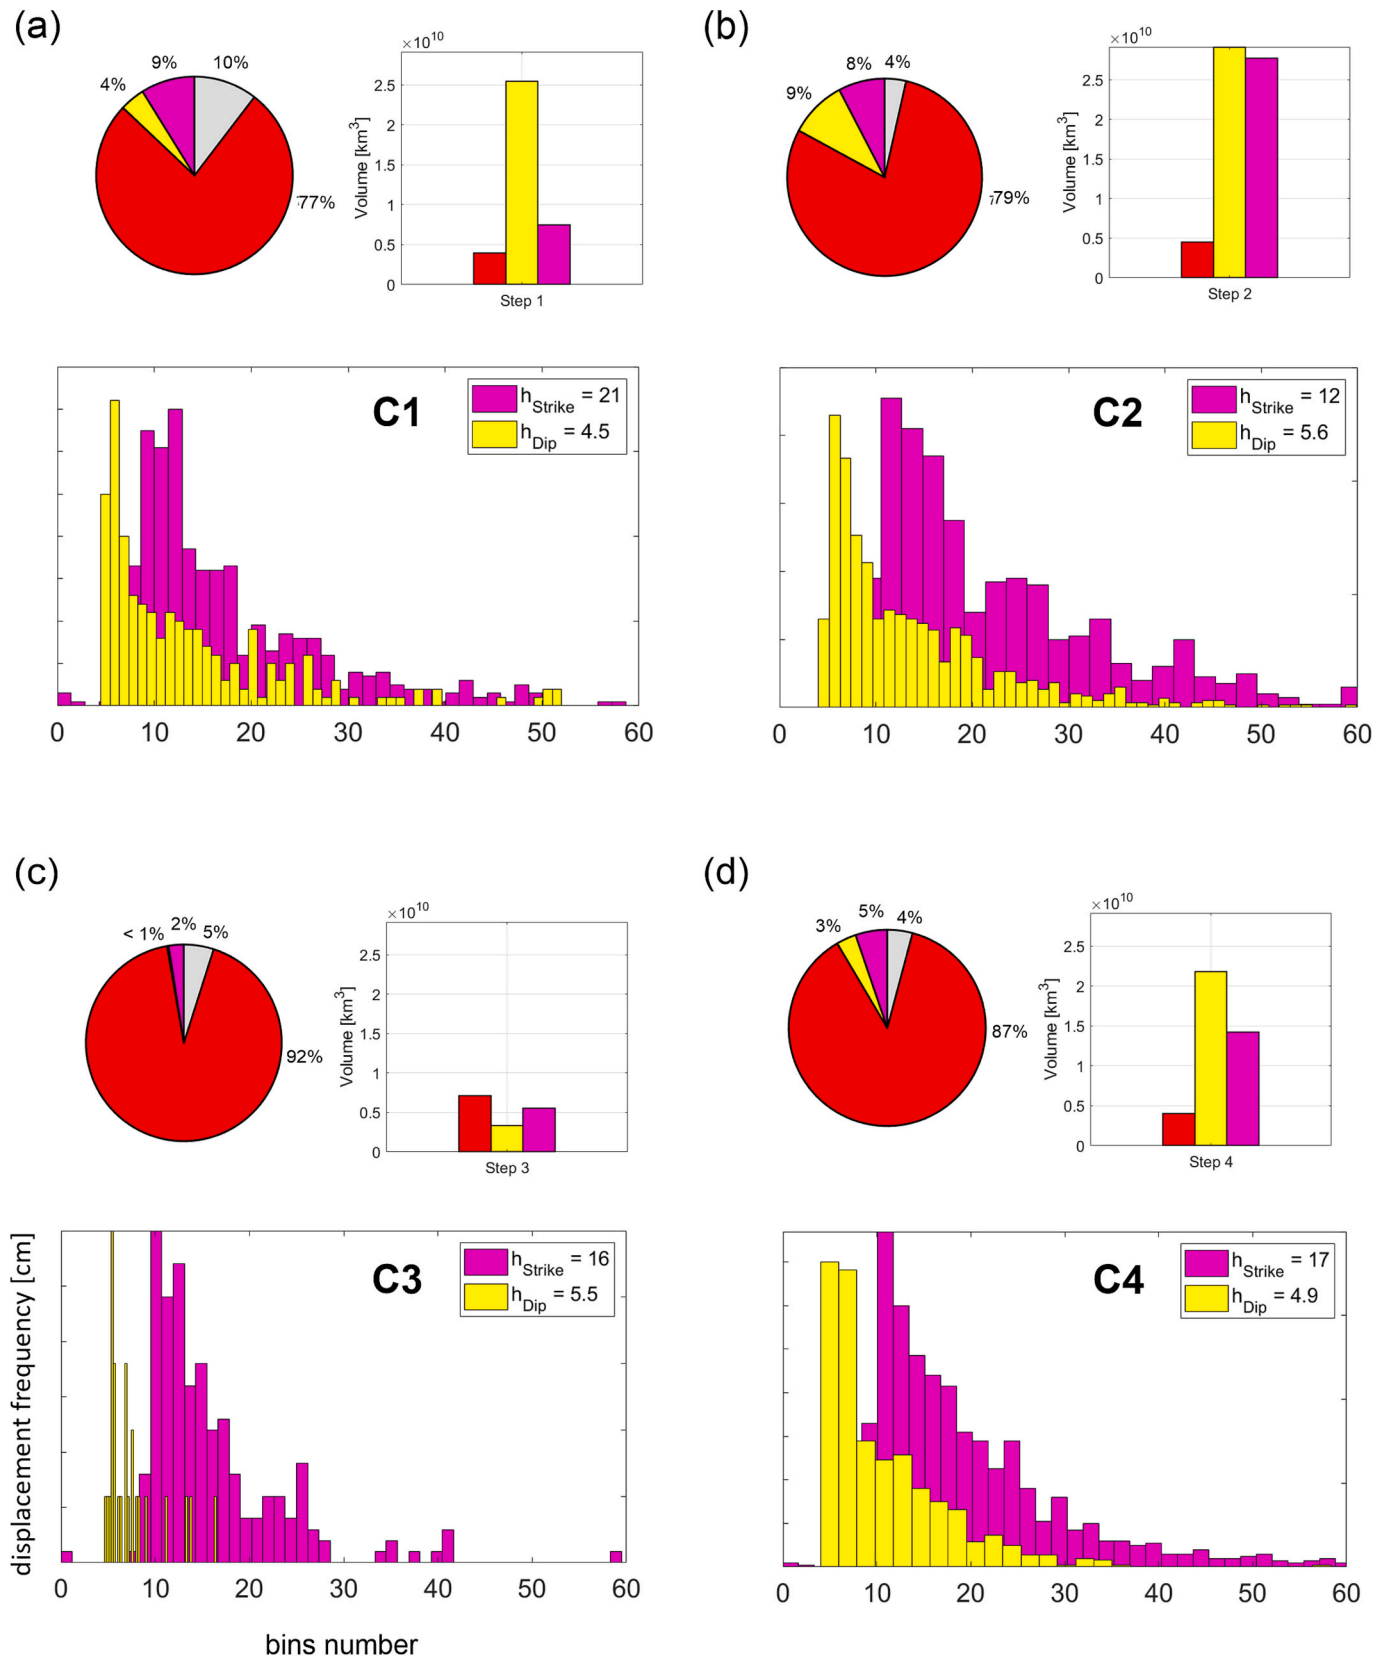 (a)
9%
10%
4%
77%
×10^10
2.5
2
1.5
1
0.5
0
Volume [km^3]
Step 1
(b)
8%
4%
9%
79%
×10^10
2.5
2
1.5
1
0.5
0
Volume [km^3]
Step 2
C1
h_Strike = 21
h_Dip = 4.5
0 10 20 30 40 50 60
C2
h_Strike = 12
h_Dip = 5.6
0 10 20 30 40 50 60
(c)
< 1%
2%
5%
92%
×10^10
2.5
2
1.5
1
0.5
0
Volume [km^3]
Step 3
(d)
3%
5%
4%
87%
×10^10
2.5
2
1.5
1
0.5
0
Volume [km^3]
Step 4
displacement frequency [cm]
C3
h_Strike = 16
h_Dip = 5.5
0 10 20 30 40 50 60
bins number
C4
h_Strike = 17
h_Dip = 4.9
0 10 20 30 40 50 60